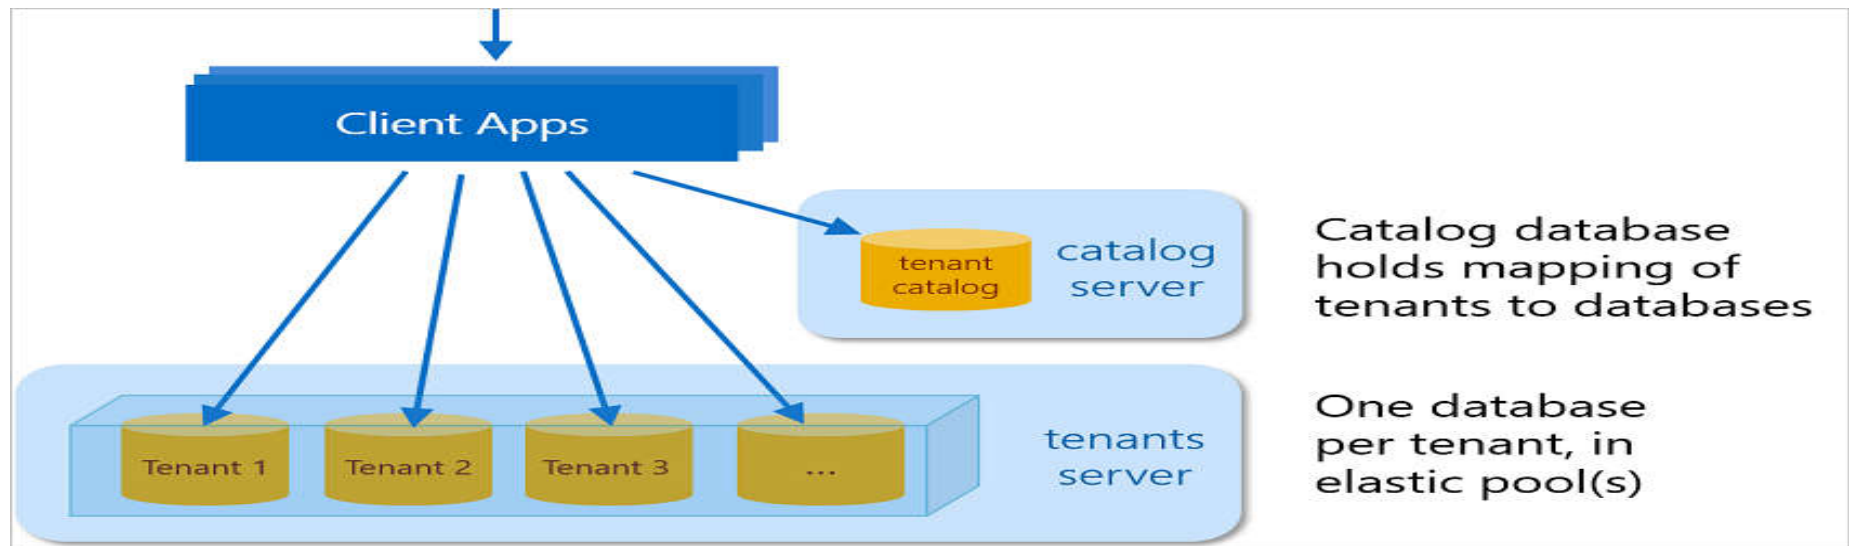 Client Apps
tenant
catalog
catalog
server
Catalog database
holds mapping of
tenants to databases
Tenant 1
Tenant 2
Tenant 3
...
tenants
server
One database
per tenant, in
elastic pool(s)